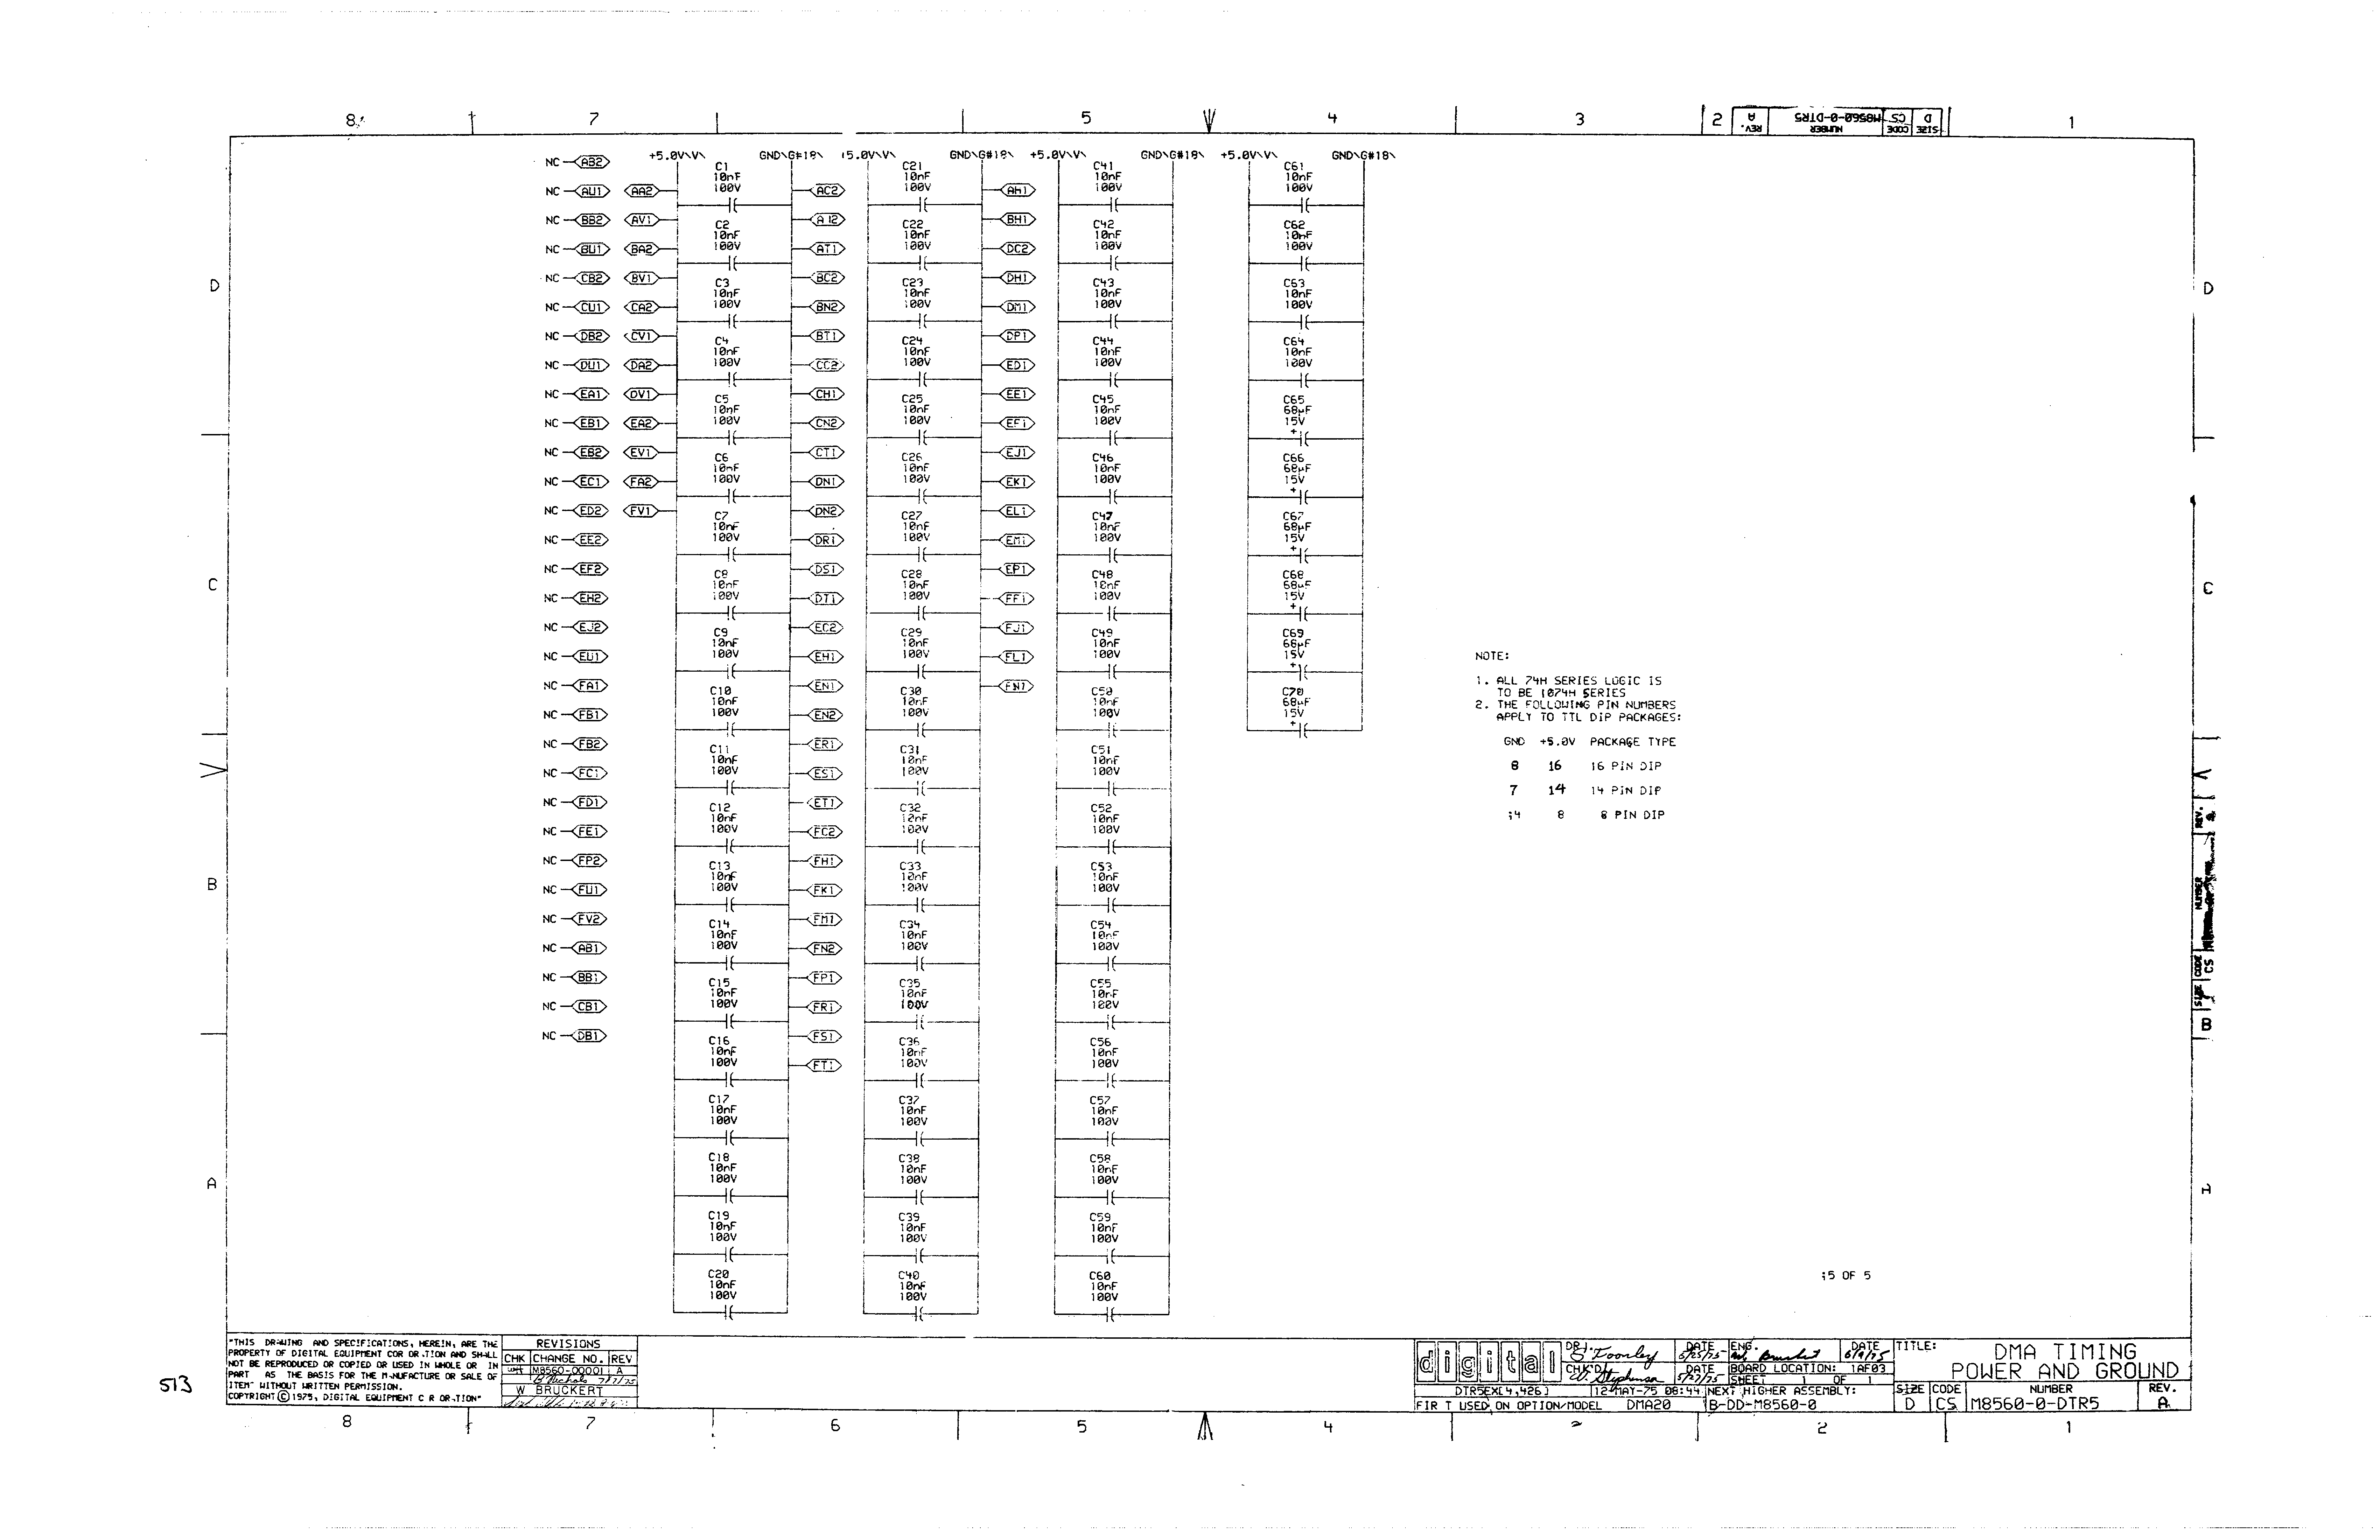 8 7 5 4 3 2 1
REV. A NUMBER M8560-0-DTR5 CODE CS SIZE D
+5.0V\V\ GND\G#18\ 15.0V\V\ GND\G#18\ +5.0V\V\ GND\G#18\ +5.0V\V\ GND\G#18\
NC AB2
NC AU1 AA2
NC BB2 AV1
NC BU1 BA2
NC CB2 BV1
NC CU1 CA2
NC DB2 CV1
NC DU1 DA2
NC EA1 DV1
NC EB1 EA2
NC EB2 EV1
NC EC1 FA2
NC ED2 FV1
NC EE2
NC EF2
NC EH2
NC EJ2
NC EU1
NC FA1
NC FB1
NC FB2
NC FC1
NC FD1
NC FE1
NC FP2
NC FU1
NC FV2
NC AB1
NC BB1
NC CB1
NC DB1
C1 10nF 100V
C2 10nF 100V
C3 10nF 100V
C4 10nF 100V
C5 10nF 100V
C6 10nF 100V
C7 10nF 100V
C8 10nF 100V
C9 10nF 100V
C10 10nF 100V
C11 10nF 100V
C12 10nF 100V
C13 10nF 100V
C14 10nF 100V
C15 10nF 100V
C16 10nF 100V
C17 10nF 100V
C18 10nF 100V
C19 10nF 100V
C20 10nF 100V
AC2
AT1
BC2
BN2
BT1
CC2
CH1
CN2
CT1
DN1
DN2
DR1
DS1
DT1
EC2
EH1
EN1
EN2
ER1
ES1
ET1
FC2
FH1
FK1
FM1
FN2
FP1
FR1
FS1
FT1
C21 10nF 100V
C22 10nF 100V
C23 10nF 100V
C24 10nF 100V
C25 10nF 100V
C26 10nF 100V
C27 10nF 100V
C28 10nF 100V
C29 10nF 100V
C30 10nF 100V
C31 10nF 100V
C32 10nF 100V
C33 10nF 100V
C34 10nF 100V
C35 10nF 100V
C36 10nF 100V
C37 10nF 100V
C38 10nF 100V
C39 10nF 100V
C40 10nF 100V
AH1
BH1
DC2
DH1
DM1
DP1
ED1
EE1
EF1
EJ1
EK1
EL1
EM1
EP1
FF1
FJ1
FL1
FN1
C41 10nF 100V
C42 10nF 100V
C43 10nF 100V
C44 10nF 100V
C45 10nF 100V
C46 10nF 100V
C47 10nF 100V
C48 10nF 100V
C49 10nF 100V
C50 10nF 100V
C51 10nF 100V
C52 10nF 100V
C53 10nF 100V
C54 10nF 100V
C55 10nF 100V
C56 10nF 100V
C57 10nF 100V
C58 10nF 100V
C59 10nF 100V
C60 10nF 100V
C61 10nF 100V
C62 10nF 100V
C63 10nF 100V
C64 10nF 100V
C65 68µF 15V +
C66 68µF 15V +
C67 68µF 15V +
C68 68µF 15V +
C69 68µF 15V +
C70 68µF 15V +
D D
C C
B
A
NOTE:
1. ALL 74H SERIES LOGIC IS
TO BE 1074H SERIES
2. THE FOLLOWING PIN NUMBERS
APPLY TO TTL DIP PACKAGES:
GND +5.0V PACKAGE TYPE
8 16 16 PIN DIP
7 14 14 PIN DIP
;4 8 8 PIN DIP
REV.
NUMBER
SIZE CODE
CS
B
;5 OF 5
"THIS DRAWING AND SPECIFICATIONS, HEREIN, ARE THE
PROPERTY OF DIGITAL EQUIPMENT COR OR.TION AND SHALL
NOT BE REPRODUCED OR COPIED OR USED IN WHOLE OR IN
PART AS THE BASIS FOR THE MANUFACTURE OR SALE OF
ITEMS WITHOUT WRITTEN PERMISSION.
COPYRIGHT © 1975, DIGITAL EQUIPMENT C R OR.TION"
REVISIONS
CHK CHANGE NO. REV
M8560-00001 A
B Nichols 7/7/75
W BRUCKERT
513
digital
DR. S. Toomley DATE 5/25/75 ENG. W. Bruckert DATE 6/9/75
CHK'D W. Stephenson DATE 5/27/75 BOARD LOCATION: 1AF03
SHEET 1 OF 1
DTR5EX[4,426] 12-MAY-75 08:44 NEXT HIGHER ASSEMBLY:
FIR T USED ON OPTION/MODEL DMA20 B-DD-M8560-0
TITLE: DMA TIMING
POWER AND GROUND
SIZE CODE NUMBER REV.
D CS M8560-0-DTR5 A
8 7 6 5 4 2 1